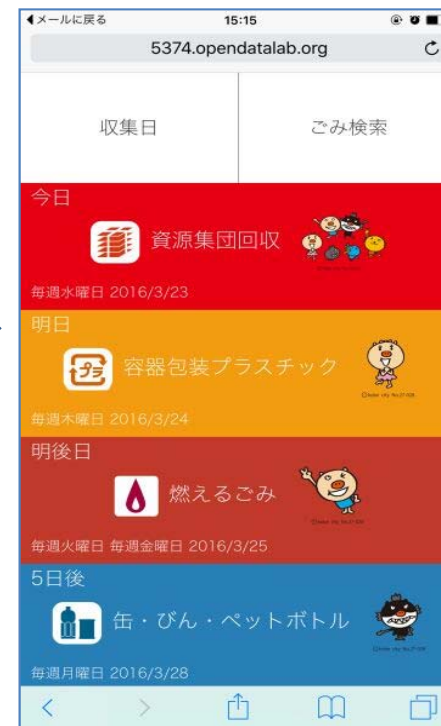 メールに戻る 15:15
5374.opendatalab.org
収集日 ごみ検索
今日
資源集団回収
毎週水曜日 2016/3/23
明日
プラ 容器包装プラスチック
毎週木曜日 2016/3/24
明後日
燃えるごみ
毎週火曜日 毎週金曜日 2016/3/25
5日後
缶・びん・ペットボトル
毎週月曜日 2016/3/28